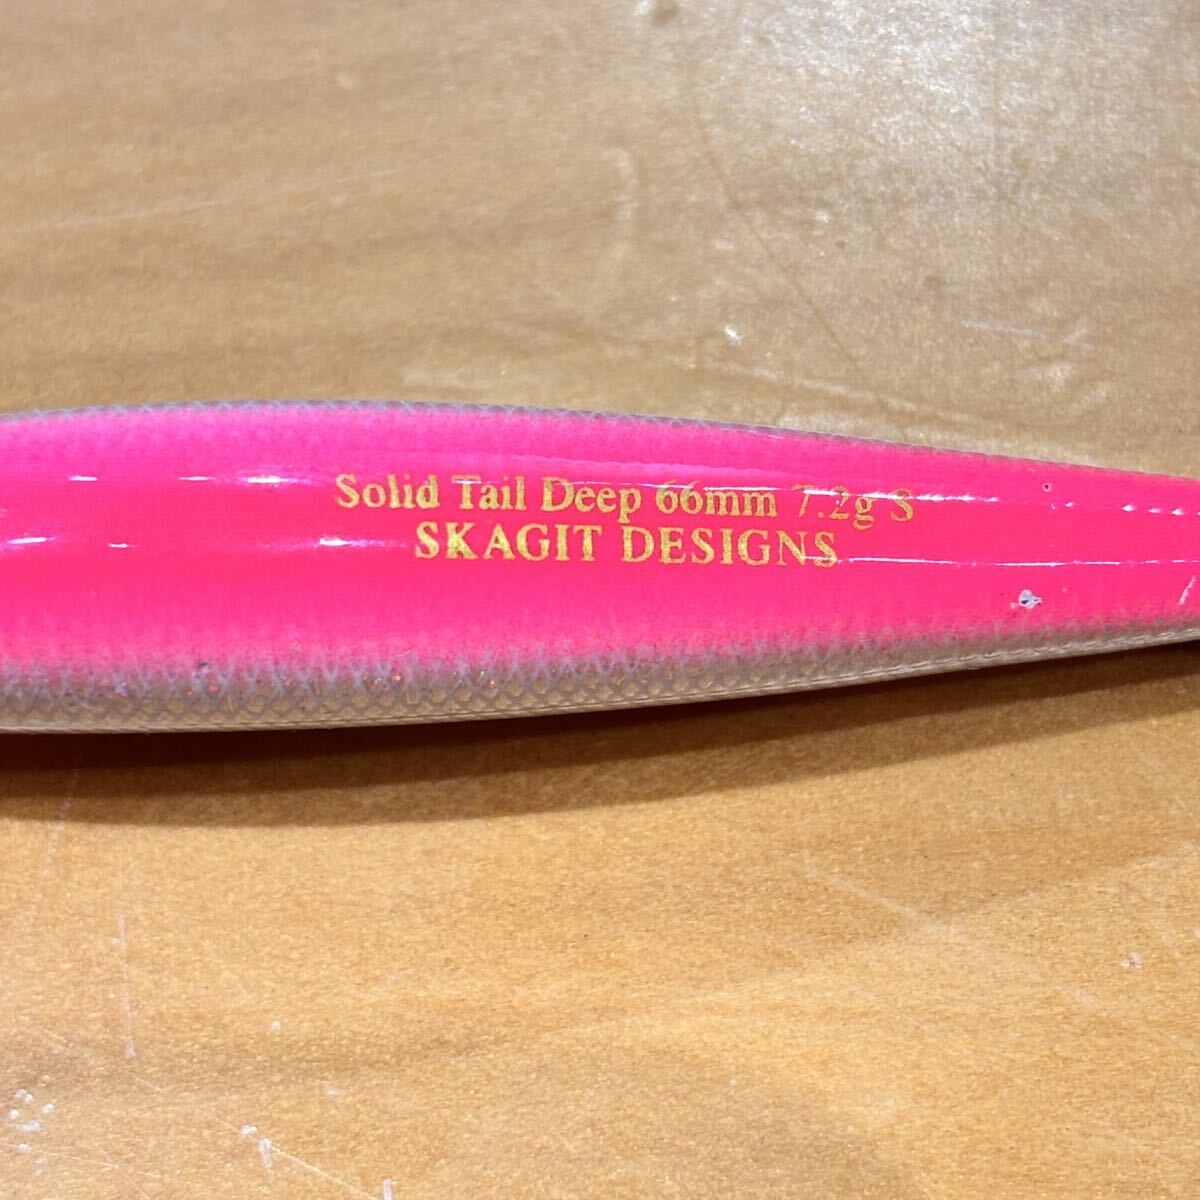 Solid Tail Deep 66mm 7.2g S
SKAGIT DESIGNS